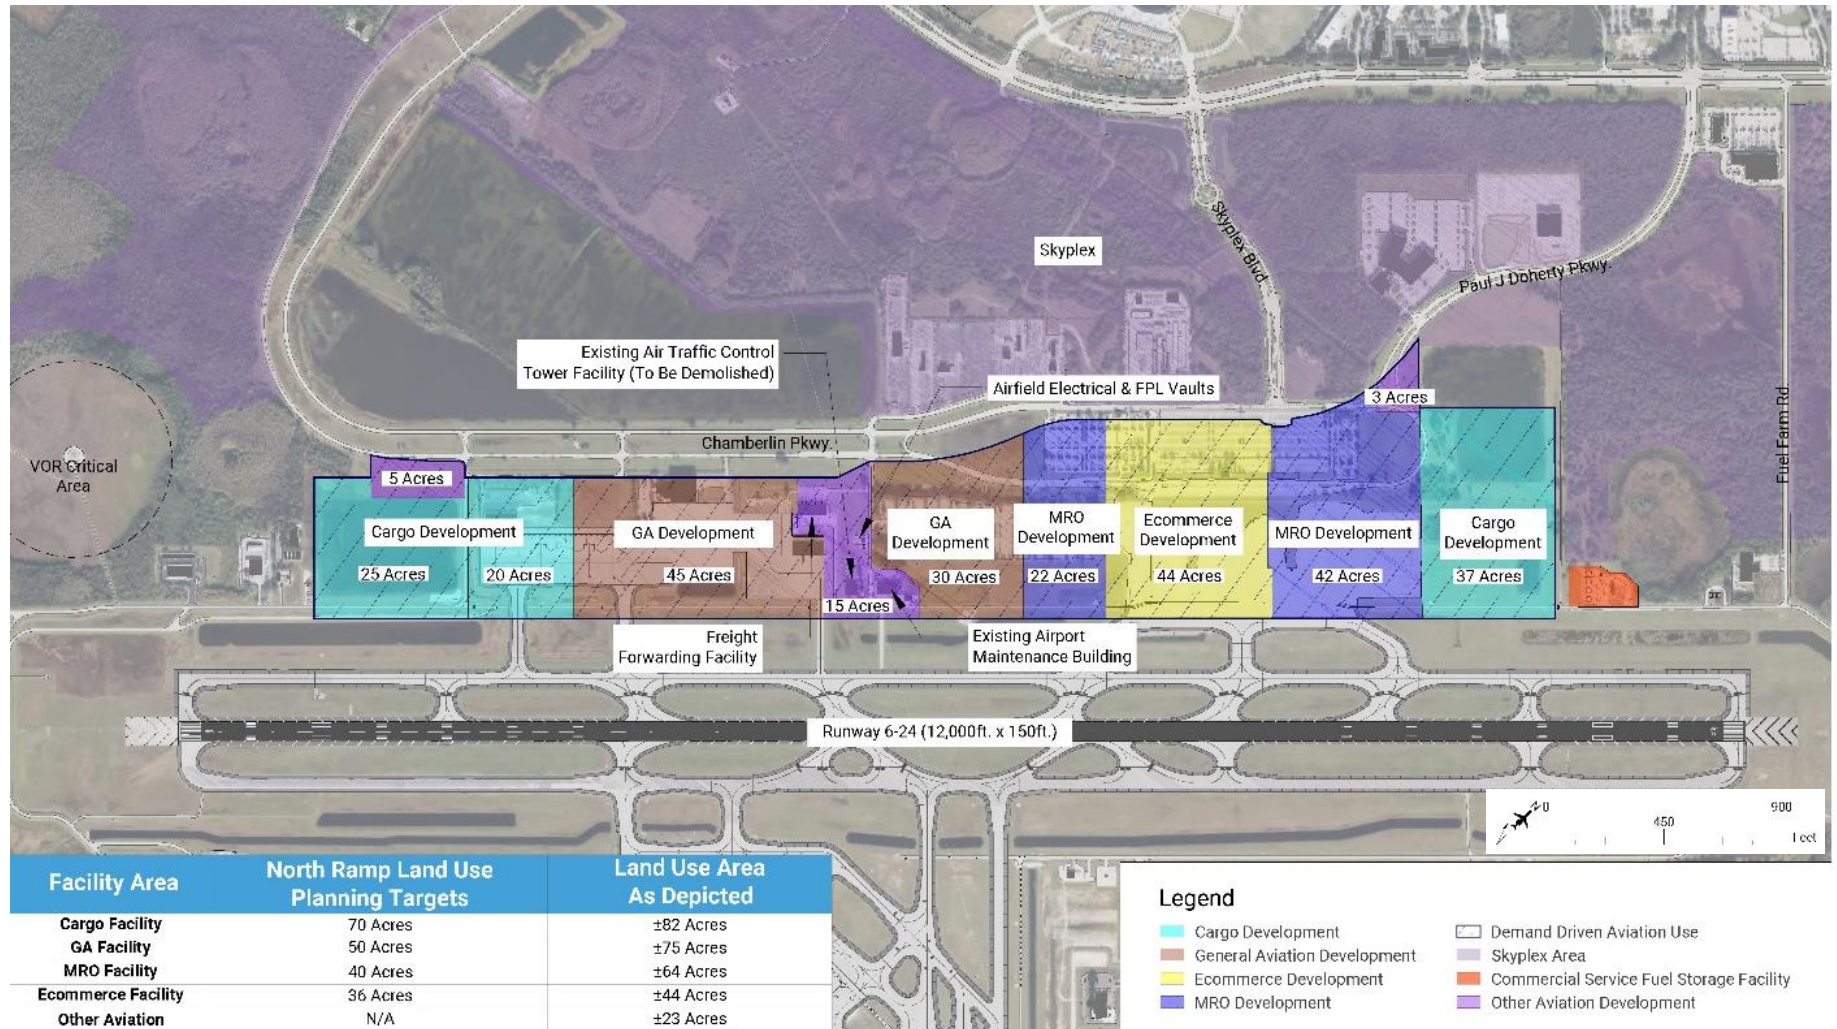 Skyplex
Skyplex Blvd.
Paul J Doherty Pkwy.
Existing Air Traffic Control
Tower Facility (To Be Demolished)
Airfield Electrical & FPL Vaults
3 Acres
Chamberlin Pkwy.
Fuel Farm Rd.
VOR Critical
Area
5 Acres
Cargo Development
25 Acres
20 Acres
GA Development
45 Acres
15 Acres
GA
Development
30 Acres
MRO
Development
22 Acres
Ecommerce
Development
44 Acres
MRO Development
42 Acres
Cargo
Development
37 Acres
Freight
Forwarding Facility
Existing Airport
Maintenance Building
Runway 6-24 (12,000ft. x 150ft.)
0
450
900
Feet
Facility Area
North Ramp Land Use
Planning Targets
Land Use Area
As Depicted
Cargo Facility 70 Acres ±82 Acres
GA Facility 50 Acres ±75 Acres
MRO Facility 40 Acres ±64 Acres
Ecommerce Facility 36 Acres ±44 Acres
Other Aviation N/A ±23 Acres
Legend
Cargo Development
General Aviation Development
Ecommerce Development
MRO Development
Demand Driven Aviation Use
Skyplex Area
Commercial Service Fuel Storage Facility
Other Aviation Development